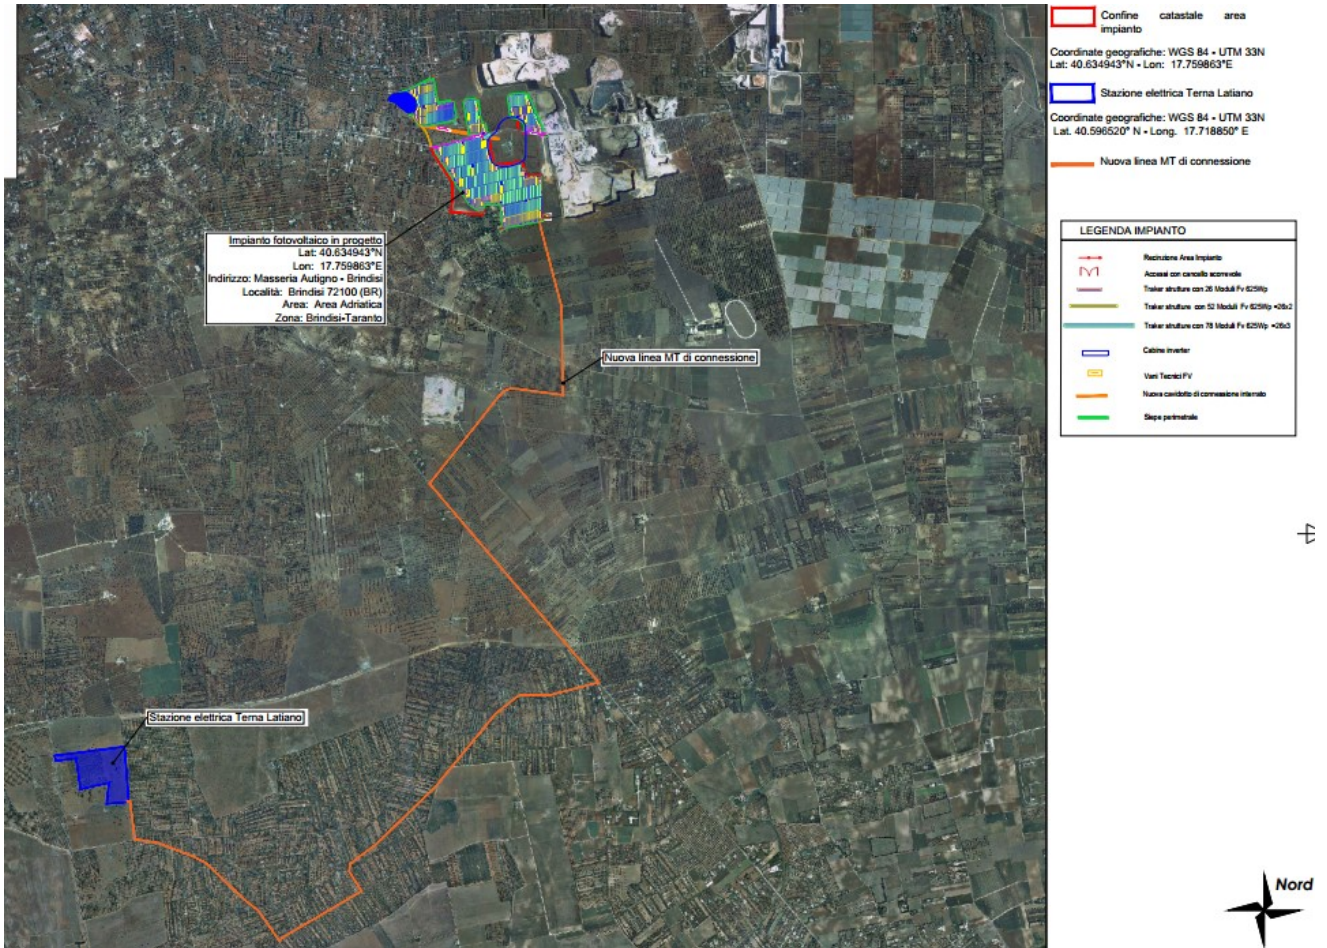 Confine catastale area
impianto
Coordinate geografiche: WGS 84 - UTM 33N
Lat: 40.634943°N - Lon: 17.759863°E
Stazione elettrica Terna Latiano
Coordinate geografiche: WGS 84 - UTM 33N
Lat. 40.596520° N - Long. 17.718850° E
Nuova linea MT di connessione
LEGENDA IMPIANTO
Recinzione Area Impianto
Accessi con cancello scorrevole
Traker strutture con 26 Moduli Fv 625Wp
Traker strutture con 52 Moduli Fv 625Wp =26x2
Traker strutture con 78 Moduli Fv 625Wp =26x3
Cabine inverter
Vani Tecnici FV
Nuovo cavidotto di connessione interrato
Siepe perimetrale
Impianto fotovoltaico in progetto
Lat: 40.634943°N
Lon: 17.759863°E
Indirizzo: Masseria Autigno - Brindisi
Località: Brindisi 72100 (BR)
Area: Area Adriatica
Zona: Brindisi-Taranto
Nuova linea MT di connessione
Stazione elettrica Terna Latiano
Nord